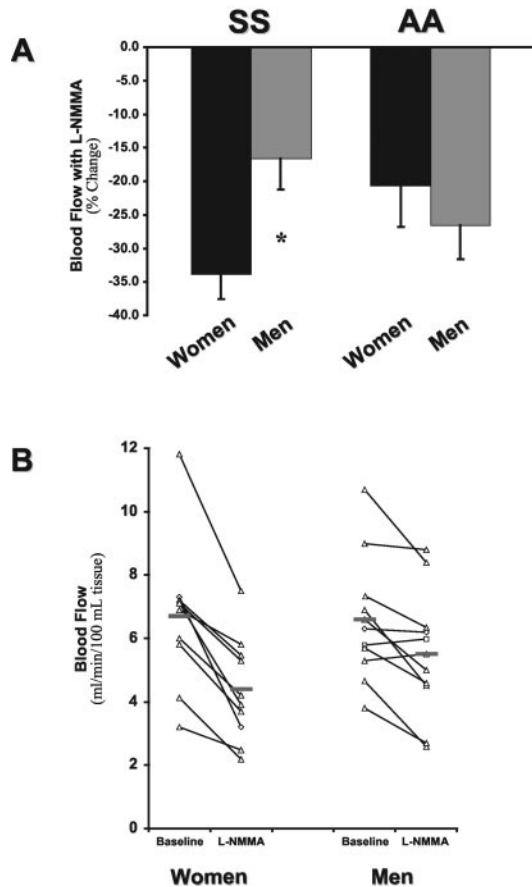 SS AA
A
0.0
-5.0
-10.0
-15.0
-20.0
-25.0
-30.0
-35.0
-40.0
Blood Flow with L-NMMA
(% Change)
*
Women
Men
Women
Men
B
12
10
8
6
4
2
0
Blood Flow
(ml/min/100 mL tissue)
Baseline L-NMMA Baseline L-NMMA
Women Men